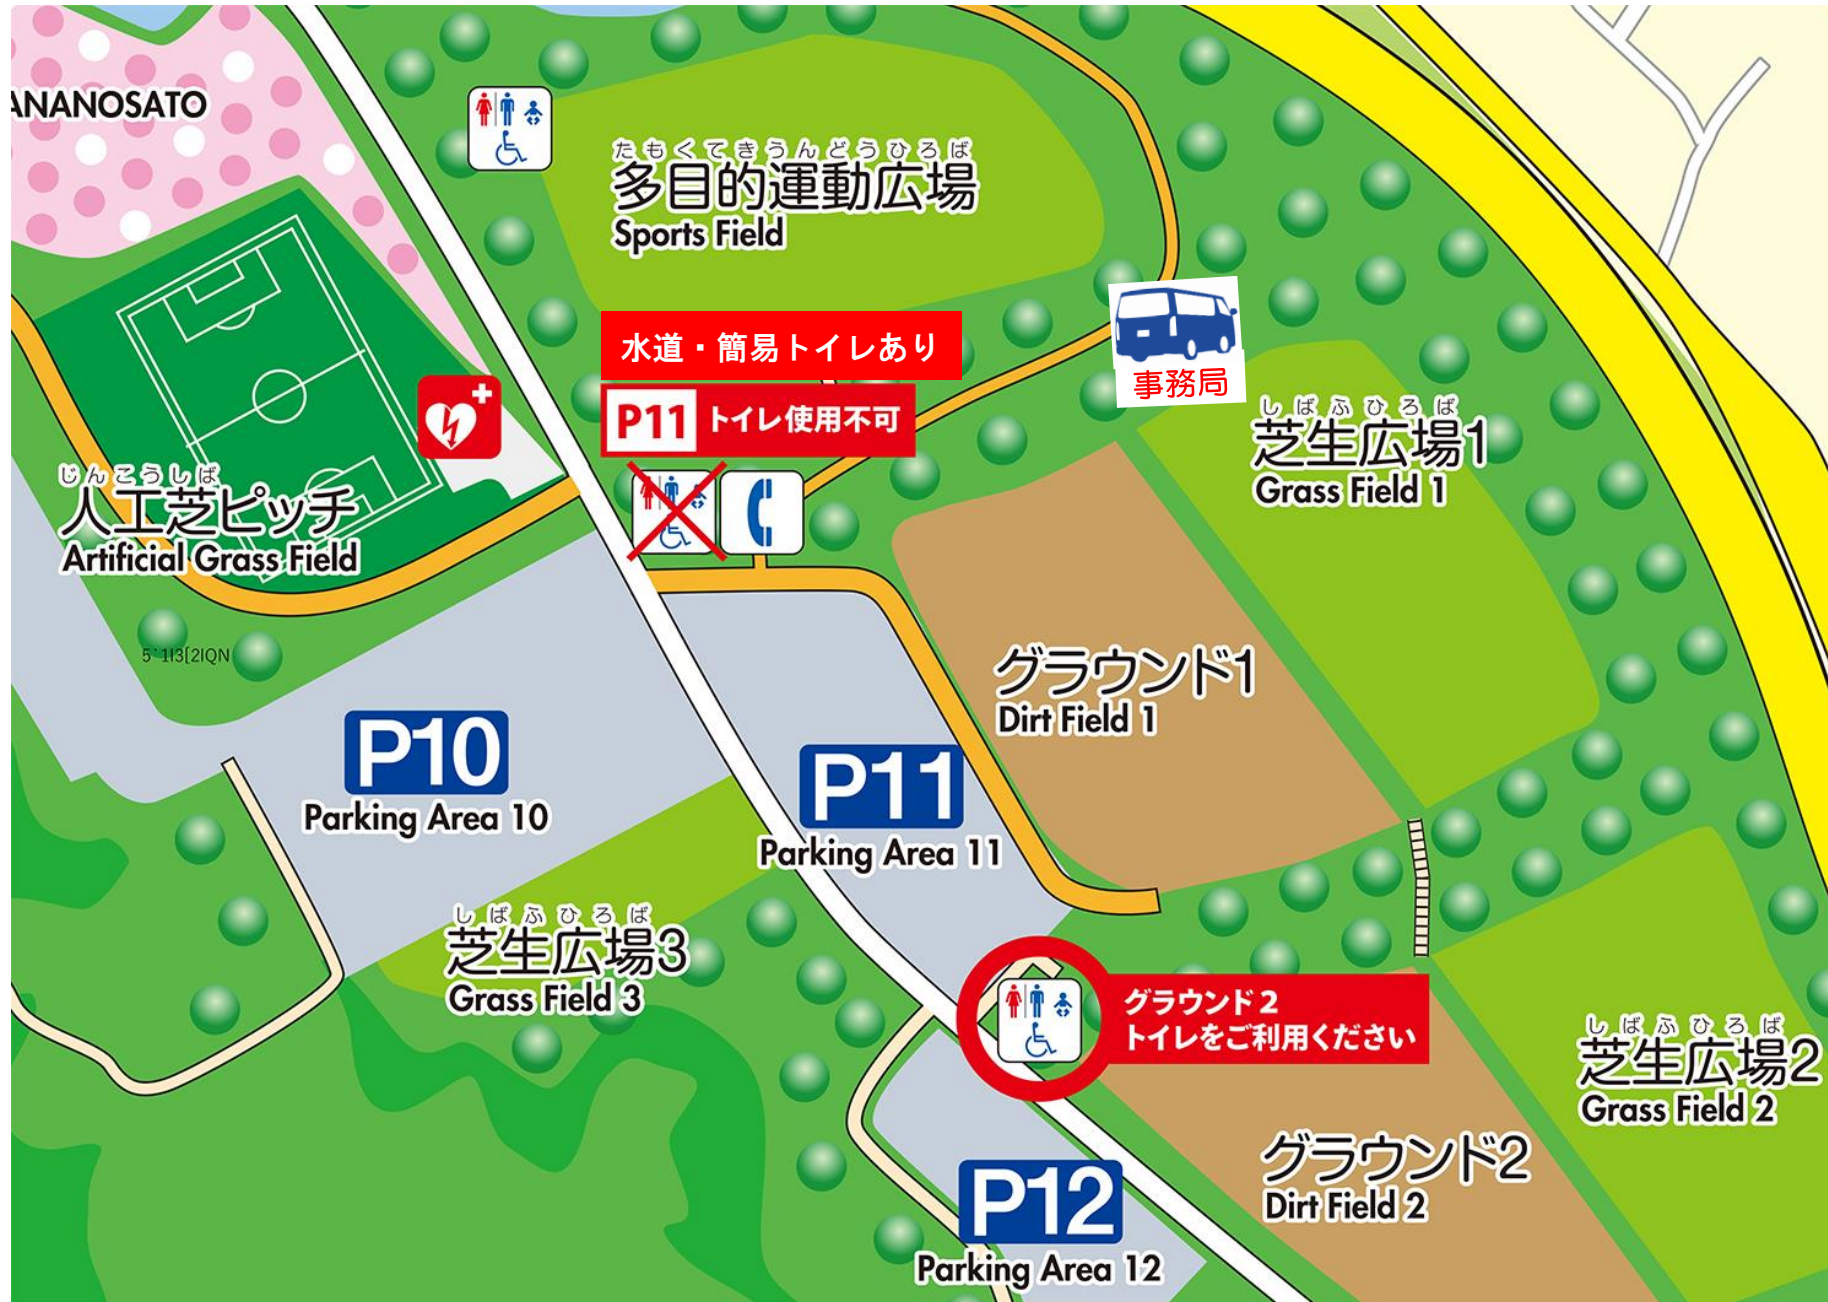 ANANOSATO
たもくてきうんどうひろば
多目的運動広場
Sports Field
水道・簡易トイレあり
P11 トイレ使用不可
事務局
しばふひろば
芝生広場1
Grass Field 1
じんこうしば
人工芝ピッチ
Artificial Grass Field
5`1I3[2IQN
グラウンド1
Dirt Field 1
P10
Parking Area 10
P11
Parking Area 11
しばふひろば
芝生広場3
Grass Field 3
グラウンド2
トイレをご利用ください
しばふひろば
芝生広場2
Grass Field 2
グラウンド2
Dirt Field 2
P12
Parking Area 12